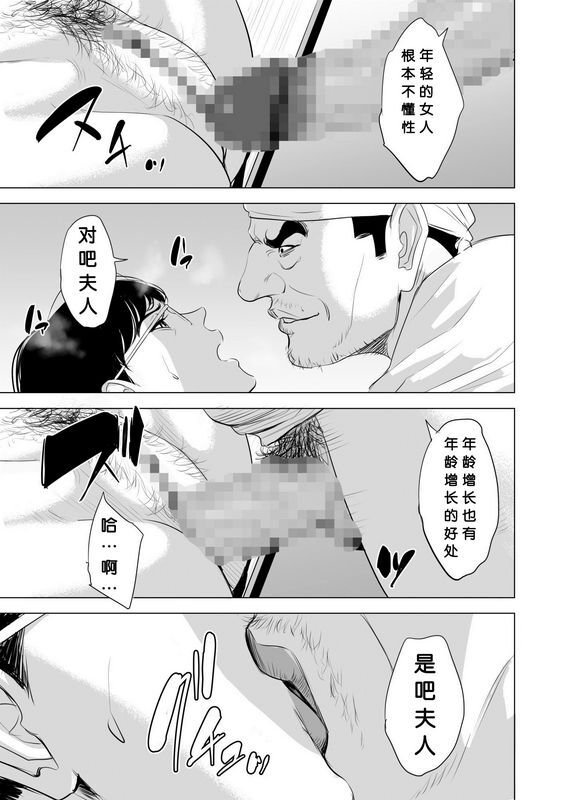 年轻的女人
根本不懂性
对吧夫人
年龄增长也有
年龄增长的好处
哈…啊…
是吧夫人